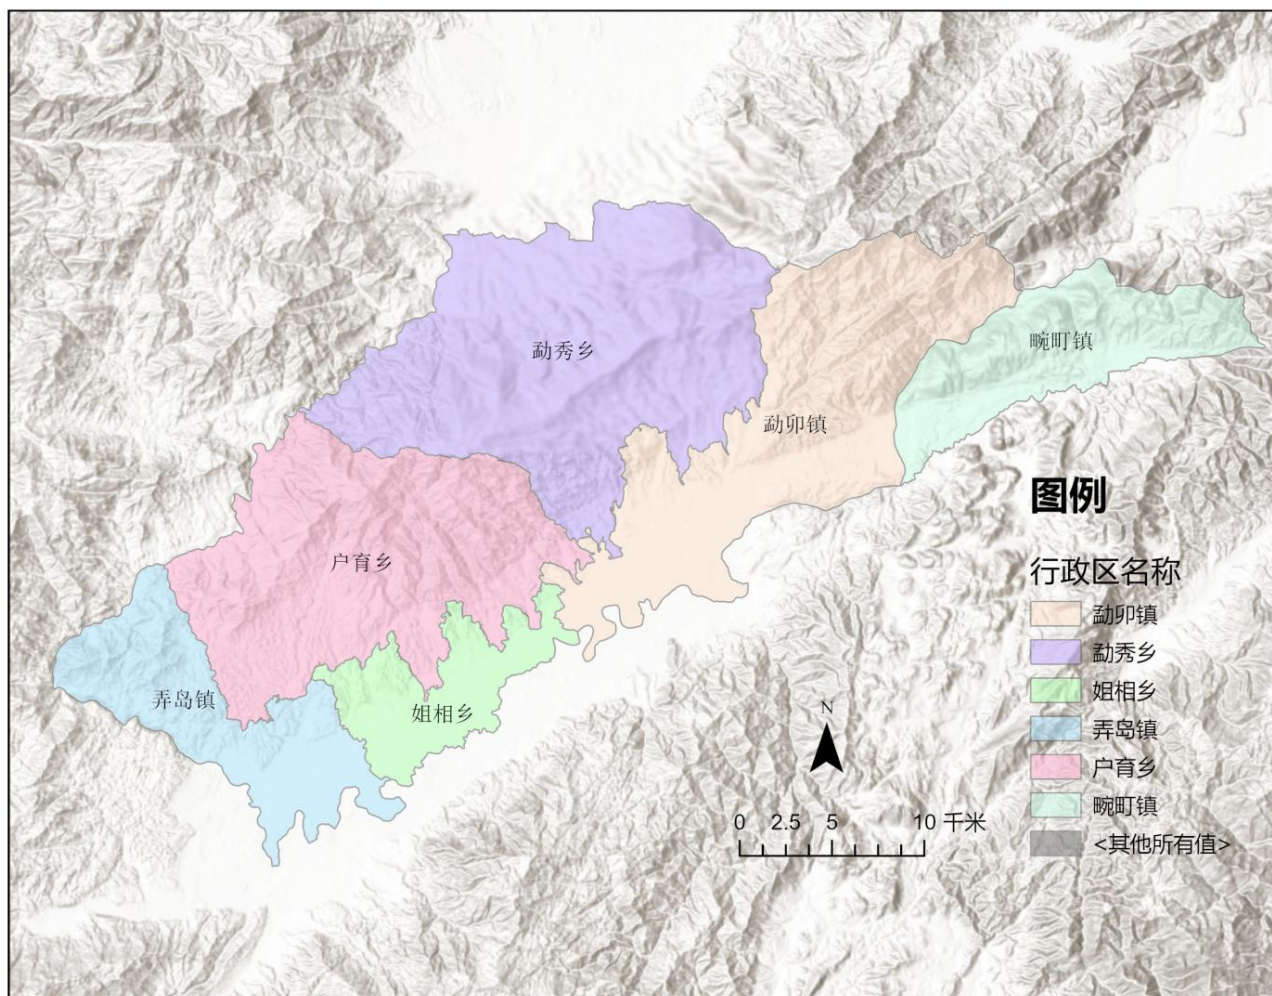 勐秀乡
畹町镇
勐卯镇
户育乡
弄岛镇
姐相乡
图例
行政区名称
勐卯镇
勐秀乡
姐相乡
弄岛镇
户育乡
畹町镇
<其他所有值>
N
0 2.5 5 10 千米